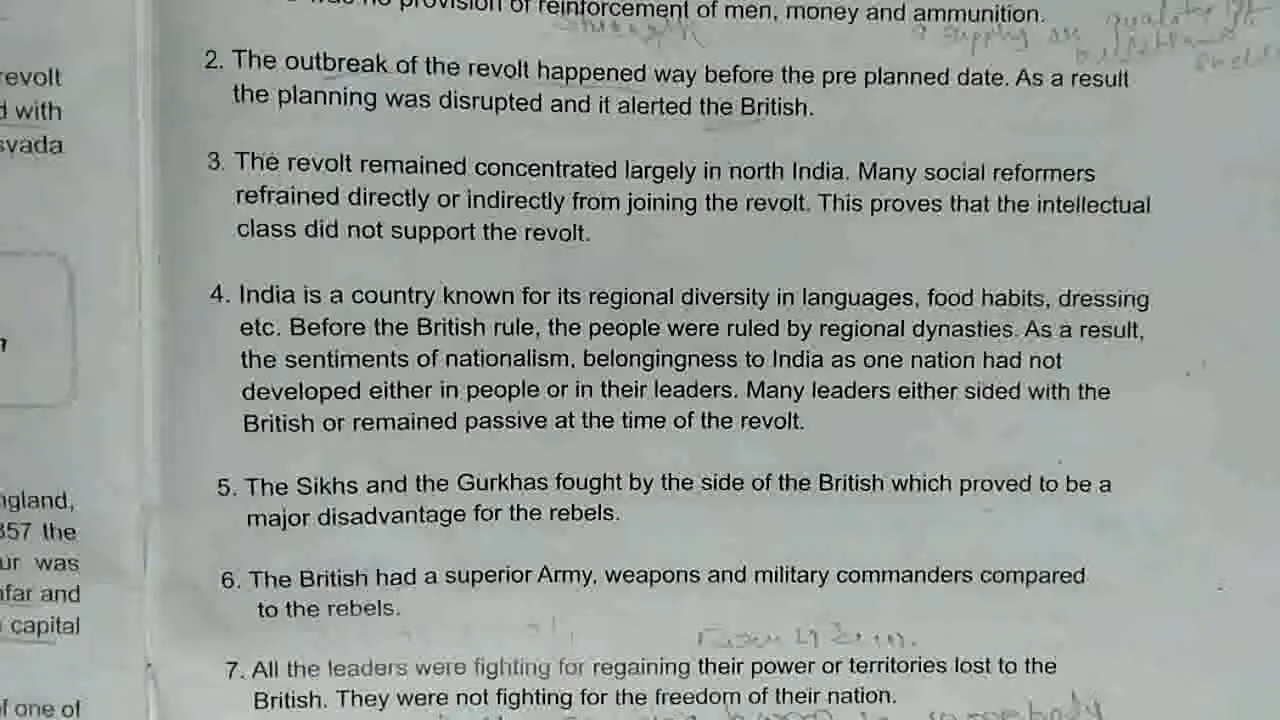 provision of reinforcement of men, money and ammunition.
strength
supply
2. The outbreak of the revolt happened way before the pre planned date. As a result
the planning was disrupted and it alerted the British.
3. The revolt remained concentrated largely in north India. Many social reformers
refrained directly or indirectly from joining the revolt. This proves that the intellectual
class did not support the revolt.
4. India is a country known for its regional diversity in languages, food habits, dressing
etc. Before the British rule, the people were ruled by regional dynasties. As a result,
the sentiments of nationalism, belongingness to India as one nation had not
developed either in people or in their leaders. Many leaders either sided with the
British or remained passive at the time of the revolt.
5. The Sikhs and the Gurkhas fought by the side of the British which proved to be a
major disadvantage for the rebels.
6. The British had a superior Army, weapons and military commanders compared
to the rebels.
7. All the leaders were fighting for regaining their power or territories lost to the
British. They were not fighting for the freedom of their nation.
somebody
revolt
with
svada
ngland,
857 the
ur was
afar and
capital
of one of